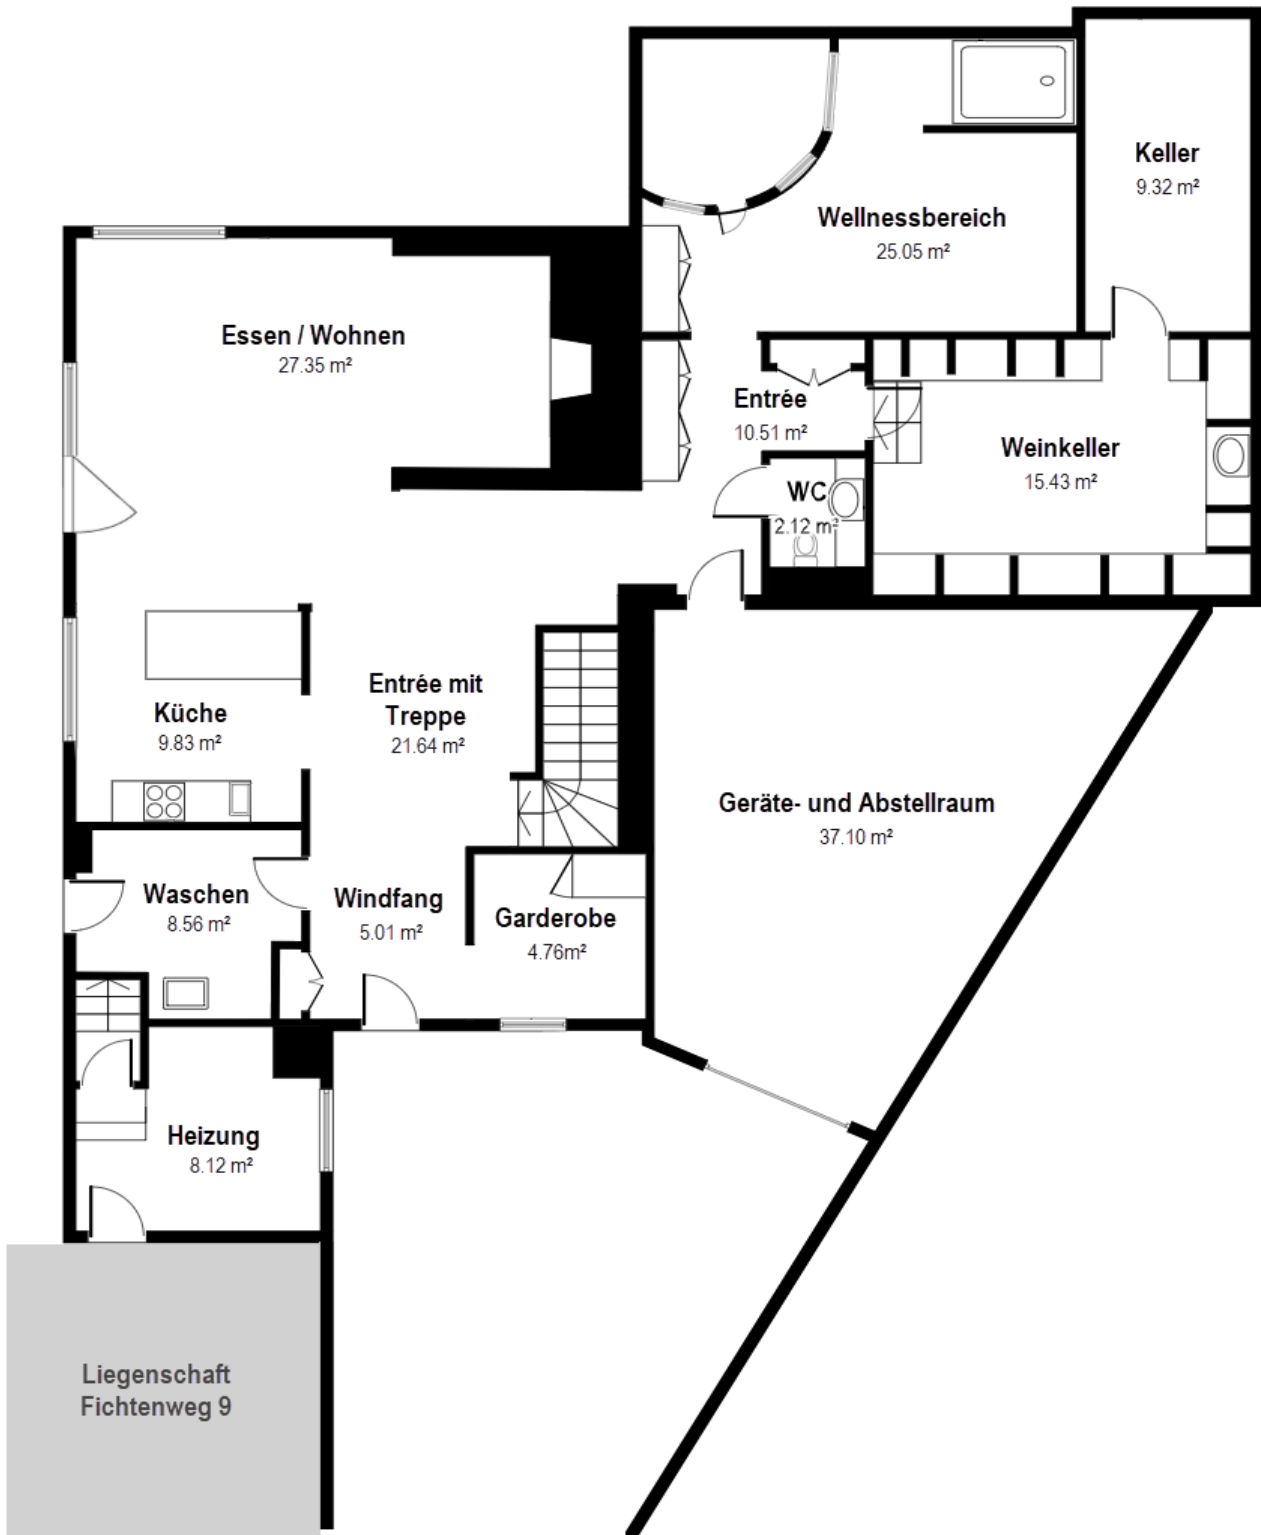 Keller
9.32 m²
Wellnessbereich
25.05 m²
Essen / Wohnen
27.35 m²
Entrée
10.51 m²
Weinkeller
15.43 m²
WC
2.12 m²
Entrée mit
Treppe
21.64 m²
Küche
9.83 m²
Geräte- und Abstellraum
37.10 m²
Waschen
8.56 m²
Windfang
5.01 m²
Garderobe
4.76m²
Heizung
8.12 m²
Liegenschaft
Fichtenweg 9